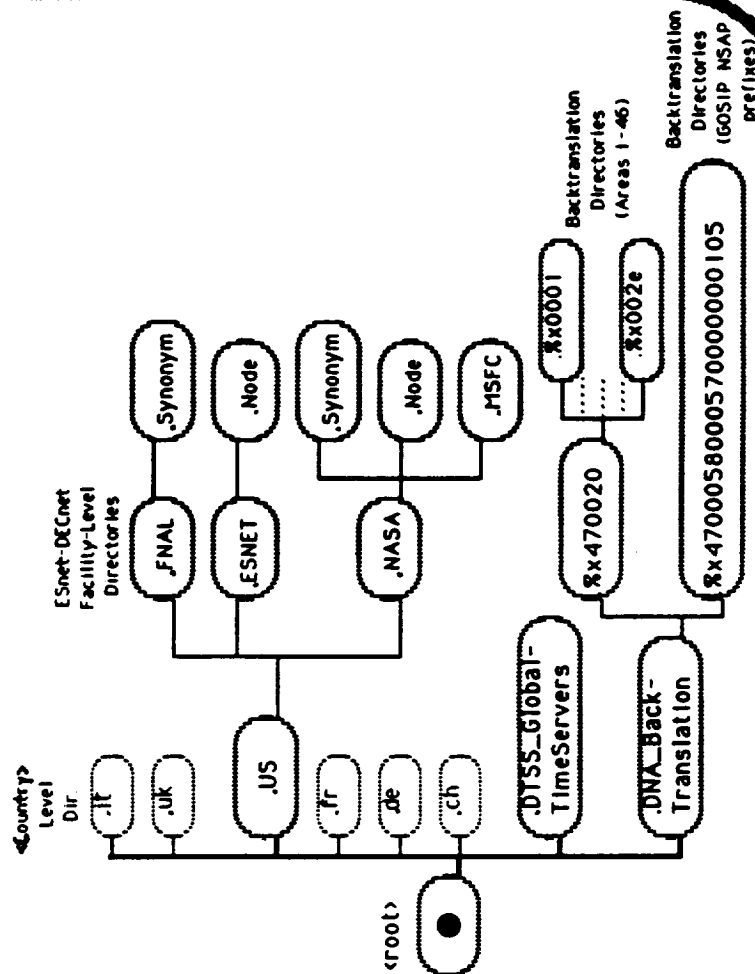 <Country>
Level
Dir.
ESnet-DECnet
Facility-Level
Directories
.it
.FNAL
.Synonym
.uk
.ESNET
.Node
.US
.Synonym
.fr
.NASA
.Node
.de
<root>
.ch
.MSFC
.DTSS_Global-
TimeServers
%x470020
.%x0001
.%x002e
Backtranslation
Directories
(Areas 1-46)
.DNA_Back-
Translation
%x4700058000570000000105
Backtranslation
Directories
(GOSIP NSAP
prefixes)